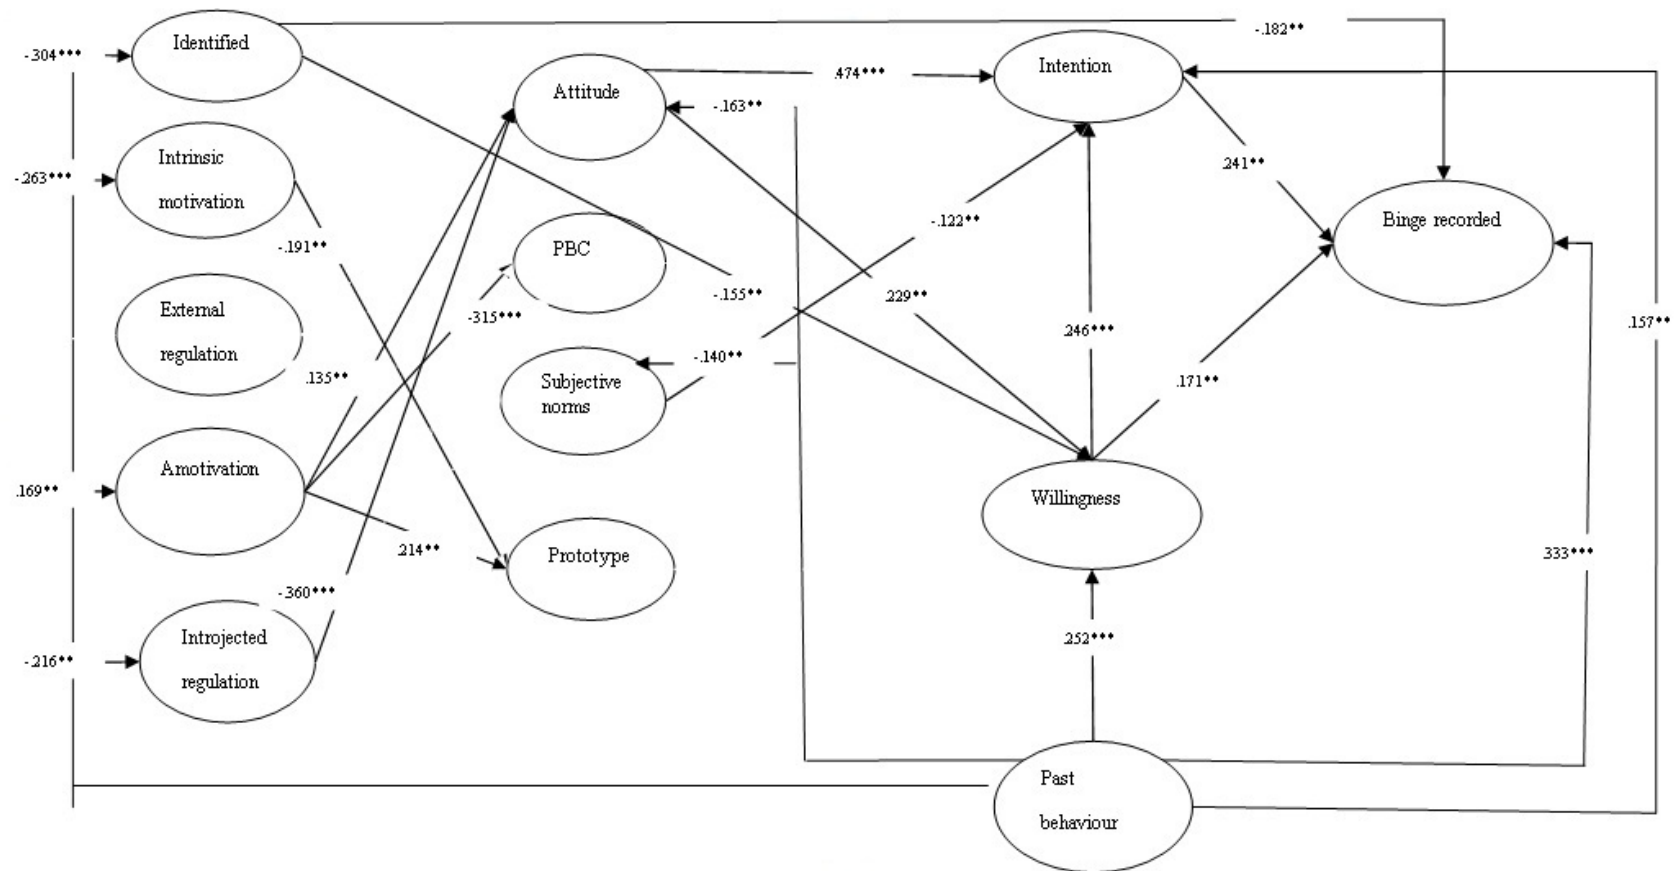 -.182**
Identified
-.304***
Intention
Attitude
.474***
-.163**
Intrinsic
motivation
-.263***
.241**
Binge recorded
-.122**
-.191**
PBC
-.155**
.229**
External
regulation
-.315***
.246***
.157**
-.140**
.135**
.171**
Subjective
norms
Amotivation
.169**
Willingness
.214**
Prototype
.333***
-.360***
Introjected
regulation
-.216**
.252***
Past
behaviour